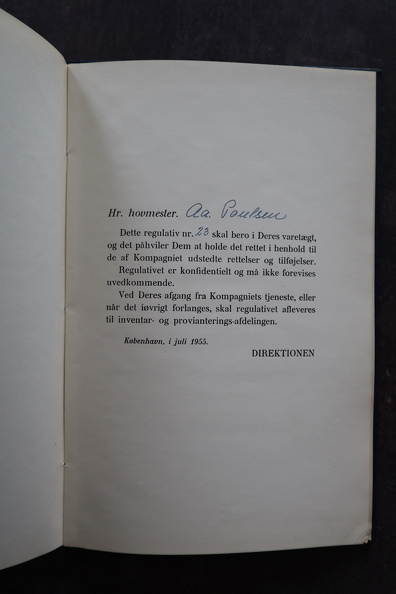 Hr. hovmester. Aa. Poulsen
Dette regulativ nr. 23 skal bero i Deres varetægt,
og det påhviler Dem at holde det rettet i henhold til
de af Kompagniet udstedte rettelser og tilføjelser.
Regulativet er konfidentielt og må ikke forevises
uvedkommende.
Ved Deres afgang fra Kompagniets tjeneste, eller
når det iøvrigt forlanges, skal regulativet afleveres
til inventar- og provianterings-afdelingen.
København, i juli 1955.
DIREKTIONEN